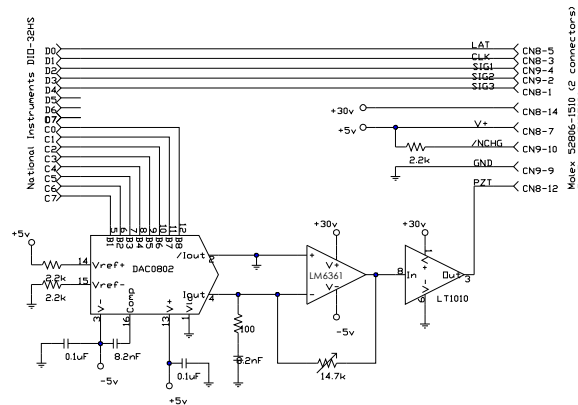 National Instruments DIO-32HS
D0
D1
D2
D3
D4
D5
D6
D7
C0
C1
C2
C3
C4
C5
C6
C7
LAT
CN8-5
CLK
CN8-3
SIG1
CN9-4
SIG2
CN9-2
SIG3
CN8-1
+30v
CN8-14
+5v
V+
CN8-7
/NCHG
CN9-10
2.2k
GND
CN9-9
PZT
CN8-12
Molex 52806-1510 (2 connectors)
5 6 7 8 9 10 11 12
B1 B2 B3 B4 B5 B6 B7 B8
+5v
2.2k
14
Vref+
2.2k
15
Vref-
DAC0802
/Iout
2
Iout
4
V-
Comp
V+
Vlc
3
16
13
1
0.1uF
8.2nF
-5v
0.1uF
+5v
100
8.2nF
+30v
+
V+
LM6361
V-
-
-5v
14.7k
+30v
8
In
1
V+
Out
3
V-
6
LT1010